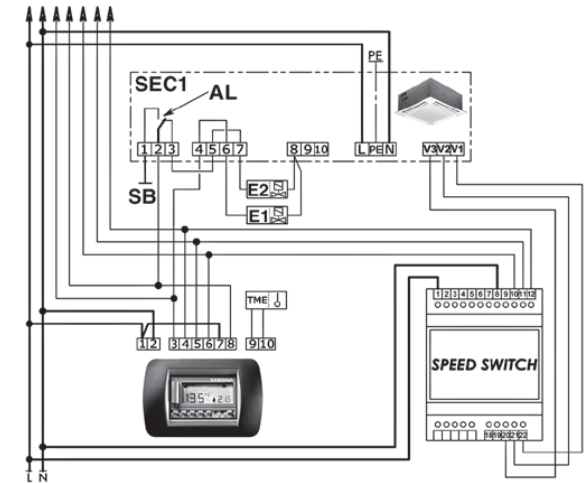 PE
SEC1
AL
1 2 3
4 5 6 7
8 9 10
L PE N
V3 V2 V1
SB
E2
E1
TME
1 2 3 4 5 6 7 8 9 10 11 12
1 2
3 4 5 6 7 8
9 10
SPEED SWITCH
13.5
18 19 20 21 22
L N